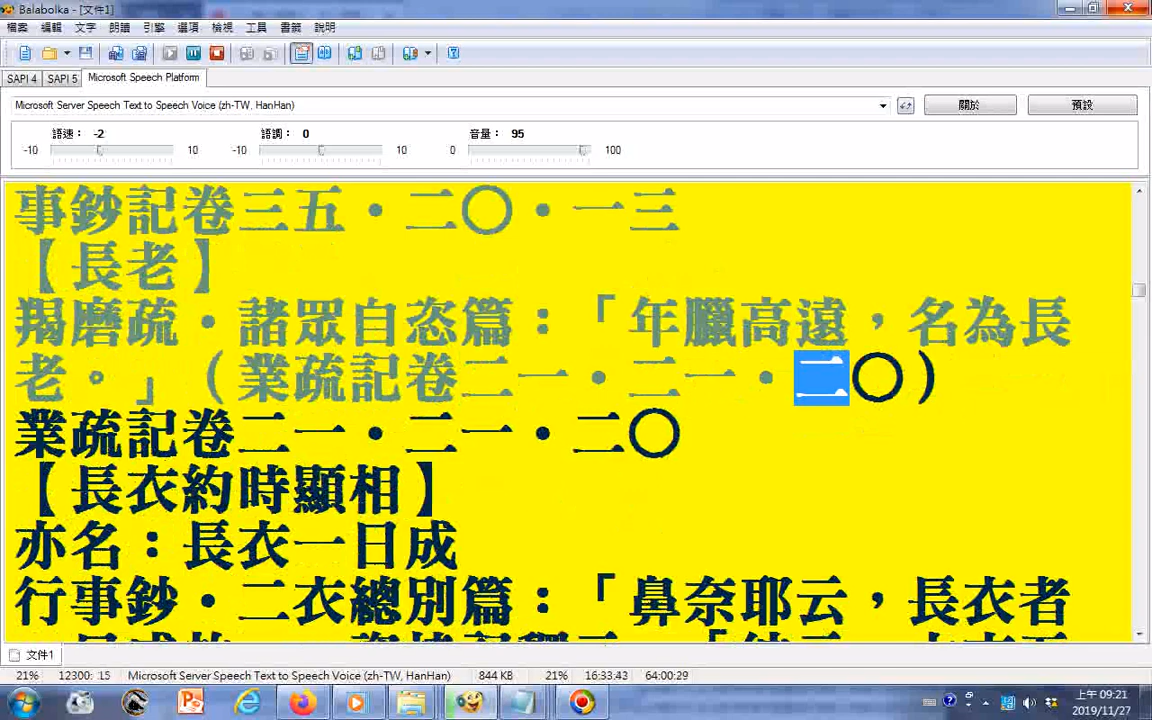 Balabolka - [文件1]
檔案 編輯 文字 朗讀 引擎 選項 檢視 工具 書籤 說明
SAPI 4 SAPI 5 Microsoft Speech Platform
Microsoft Server Speech Text to Speech Voice (zh-TW, HanHan) 關於 預設
語速： -2 語調： 0 音量： 95
-10 10 -10 10 0 100
事鈔記卷三五・二〇・一三
【長老】
羯磨疏・諸眾自恣篇：「年臘高遠，名為長
老。」（業疏記卷二一・二一・二〇）
業疏記卷二一・二一・二〇
【長衣約時顯相】
亦名：長衣一日成
行事鈔・二衣總別篇：「鼻奈耶云，長衣者
文件1
21% 12300: 15 Microsoft Server Speech Text to Speech Voice (zh-TW, HanHan) 844 KB 21% 16:33:43 64:00:29
上午 09:21
2019/11/27